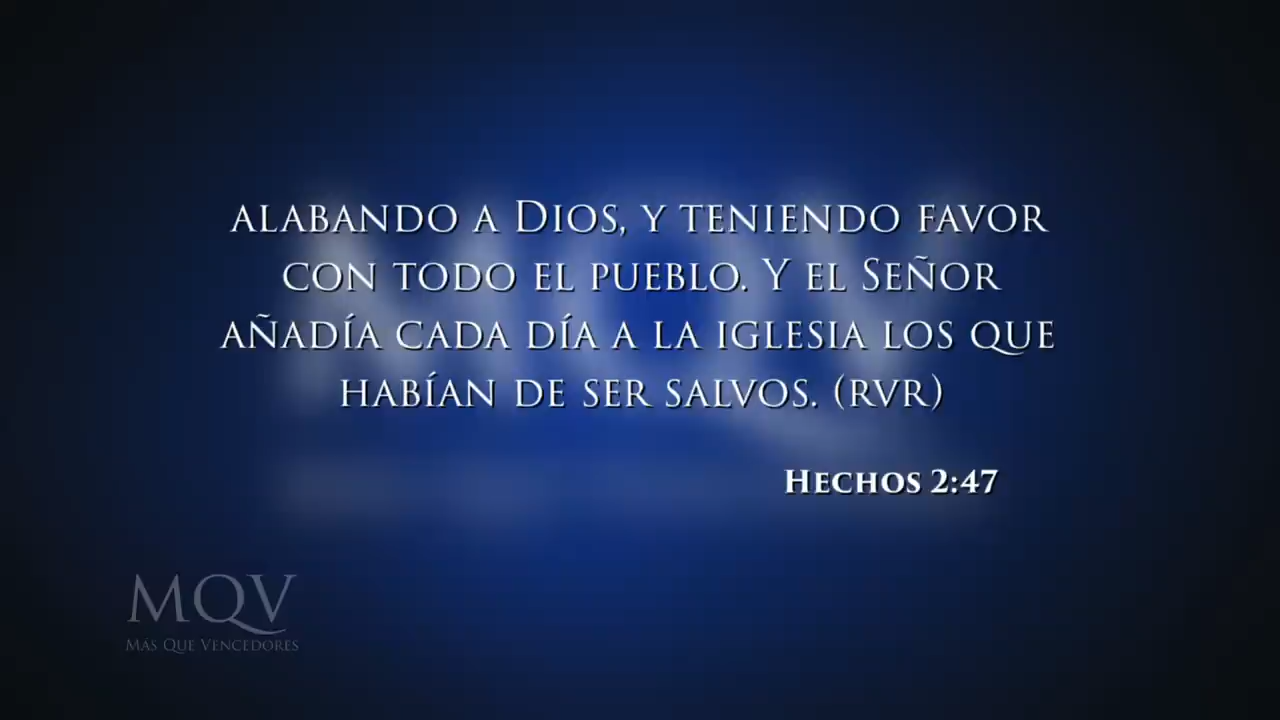 alabando a Dios, y teniendo favor
con todo el pueblo. Y el Señor
añadía cada día a la iglesia los que
habían de ser salvos. (rvr)
Hechos 2:47
MQV
Más Que Vencedores